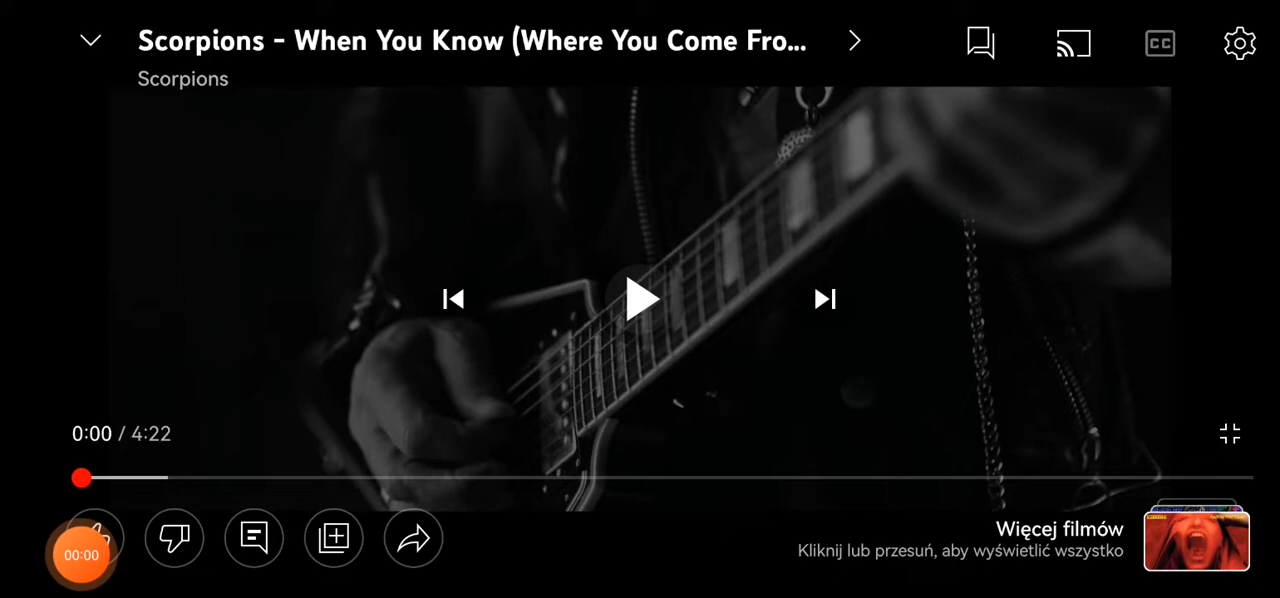 Scorpions - When You Know (Where You Come Fro...
Scorpions
CC
0:00 / 4:22
00:00
Więcej filmów
Kliknij lub przesuń, aby wyświetlić wszystko